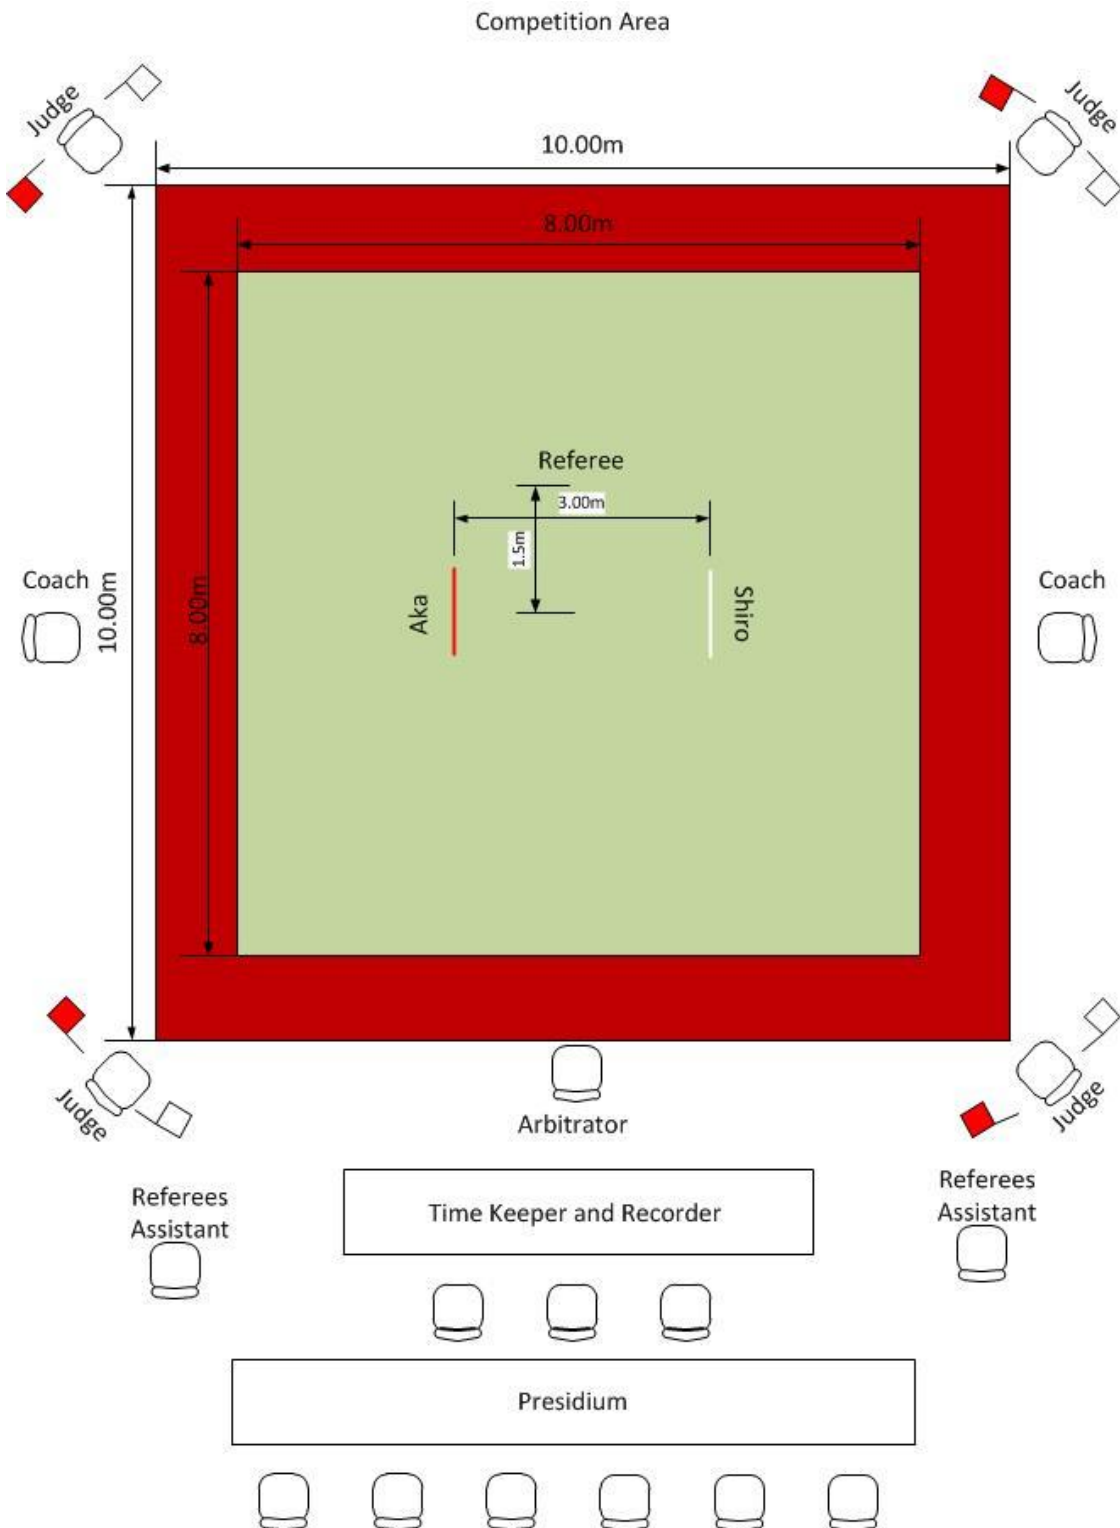 Competition Area
Judge
Judge
10.00m
8.00m
Referee
3.00m
1.5m
Coach
10.00m
8.00m
Aka
Shiro
Coach
Judge
Judge
Arbitrator
Referees
Assistant
Time Keeper and Recorder
Referees
Assistant
Presidium